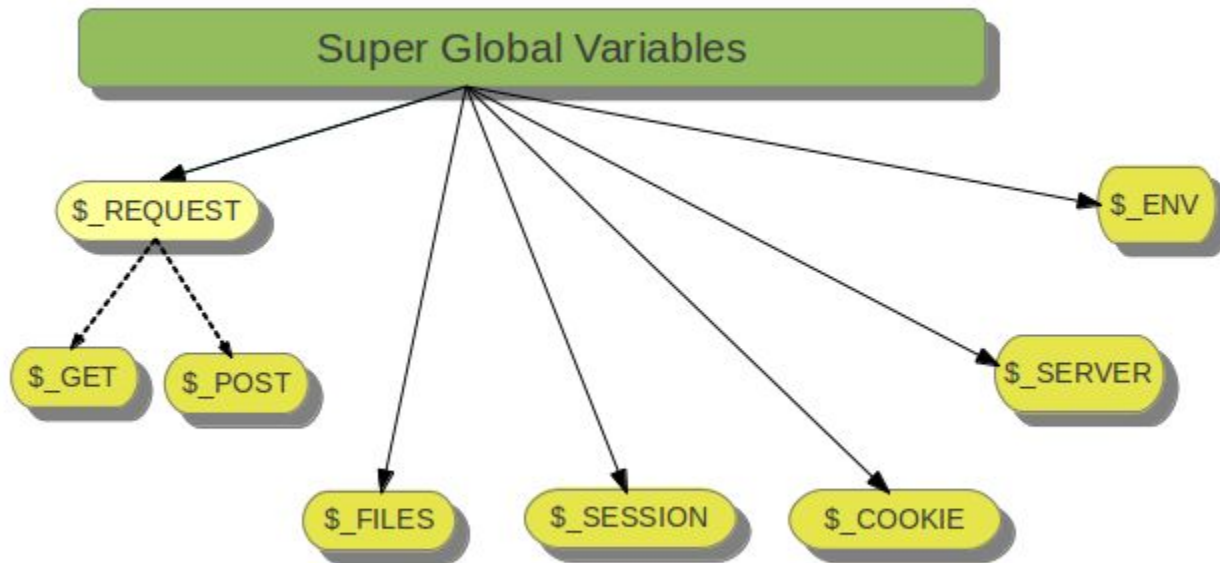 Super Global Variables
$_REQUEST
$_ENV
$_GET
$_POST
$_SERVER
$_FILES
$_SESSION
$_COOKIE